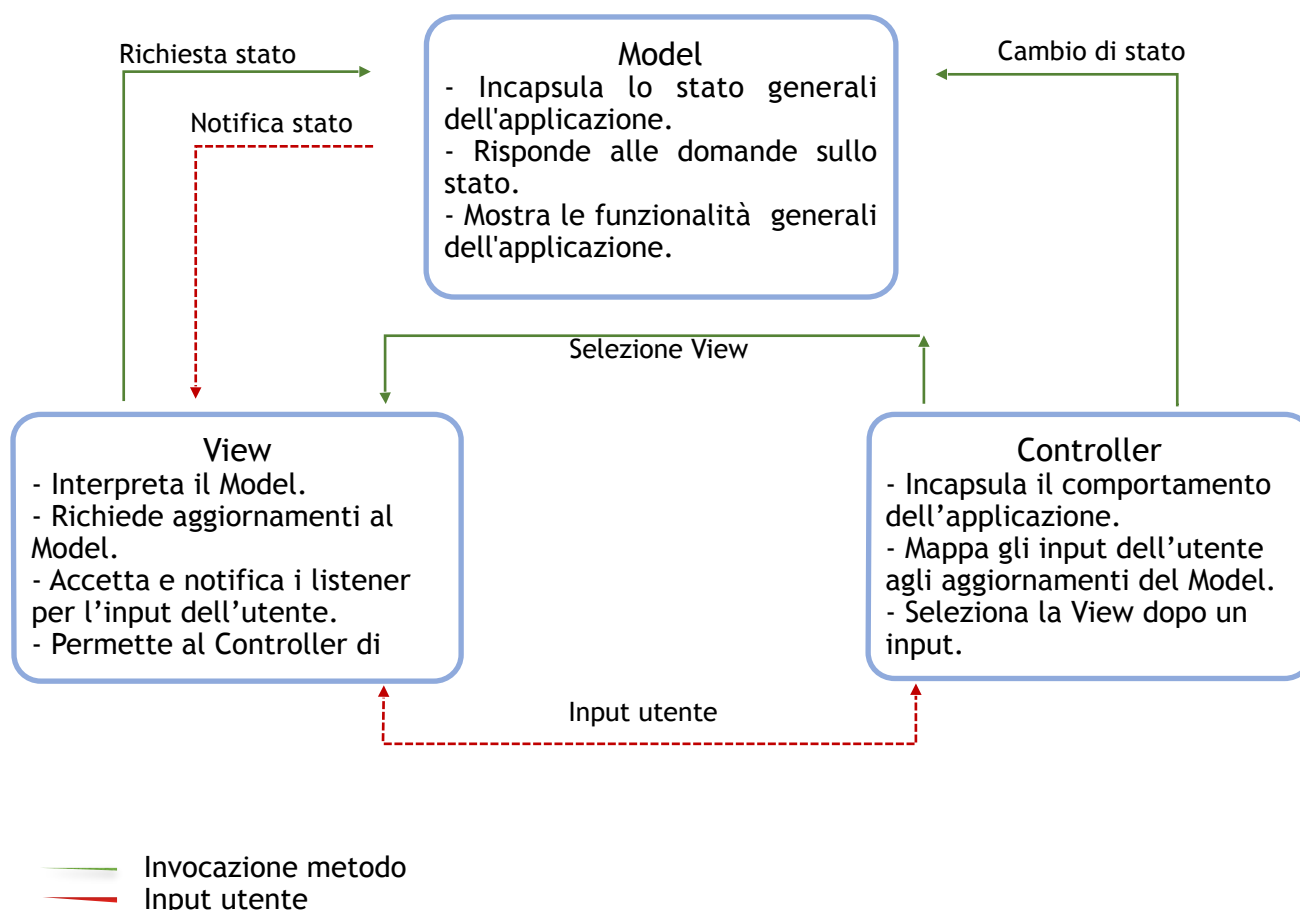 Richiesta stato
Cambio di stato
Notifica stato
Model
- Incapsula lo stato generali
dell'applicazione.
- Risponde alle domande sullo
stato.
- Mostra le funzionalità generali
dell'applicazione.
Selezione View
View
- Interpreta il Model.
- Richiede aggiornamenti al
Model.
- Accetta e notifica i listener
per l’input dell’utente.
- Permette al Controller di
Controller
- Incapsula il comportamento
dell’applicazione.
- Mappa gli input dell’utente
agli aggiornamenti del Model.
- Seleziona la View dopo un
input.
Input utente
Invocazione metodo
Input utente